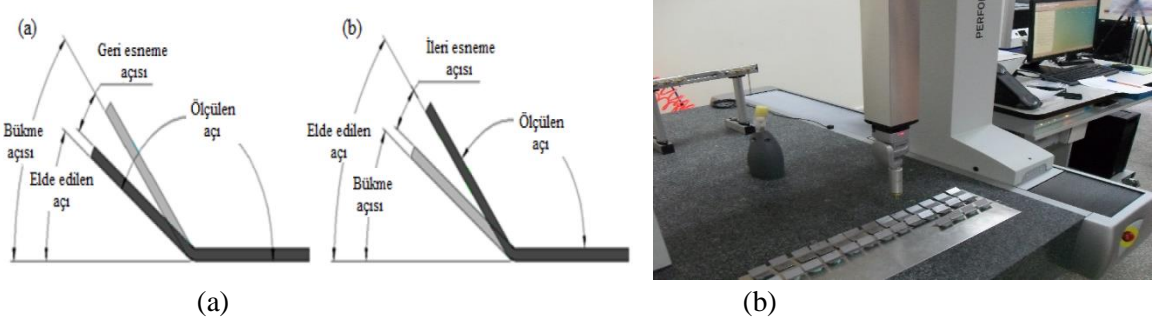 (a)
Geri esneme
açısı
Ölçülen
açı
Bükme
açısı
Elde edilen
açı
(b)
İleri esneme
açısı
Ölçülen
açı
Elde edilen
açı
Bükme
açısı
PERFO
(a)
(b)